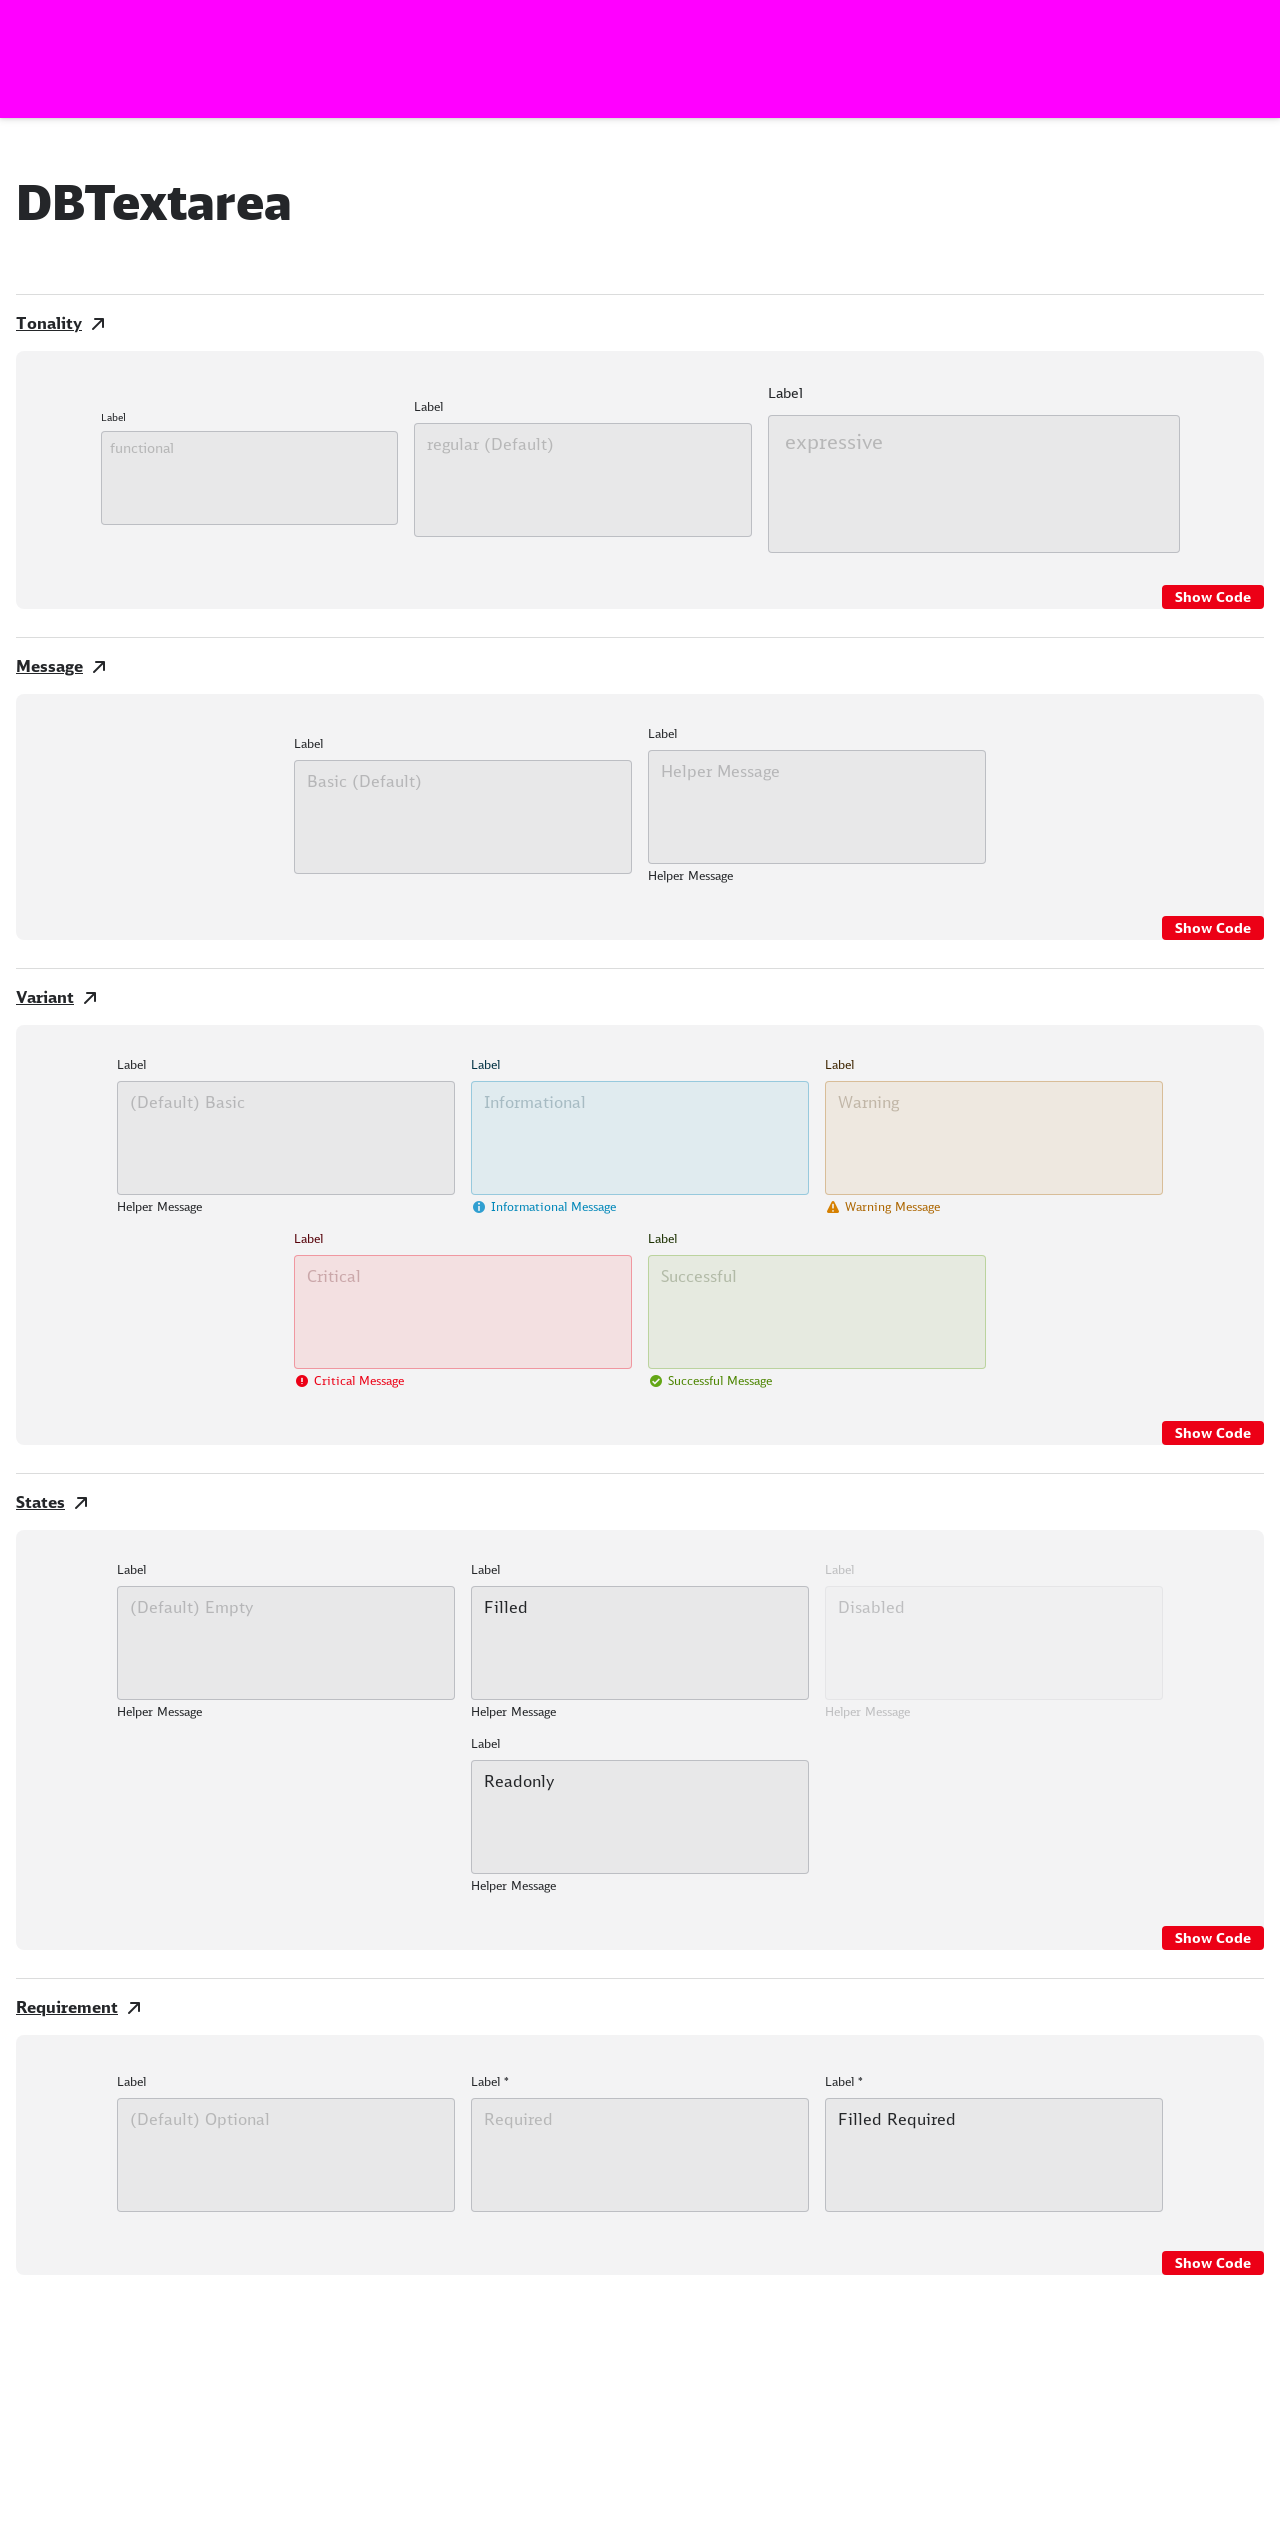 DBTextarea
Tonality
Label
functional
Label
regular (Default)
Label
expressive
Show Code
Message
Label
Basic (Default)
Label
Helper Message
Helper Message
Show Code
Variant
Label
(Default) Basic
Helper Message
Label
Informational
Informational Message
Label
Warning
Warning Message
Label
Critical
Critical Message
Label
Successful
Successful Message
Show Code
States
Label
(Default) Empty
Helper Message
Label
Filled
Helper Message
Label
Disabled
Helper Message
Label
Readonly
Helper Message
Show Code
Requirement
Label
(Default) Optional
Label *
Required
Label *
Filled Required
Show Code